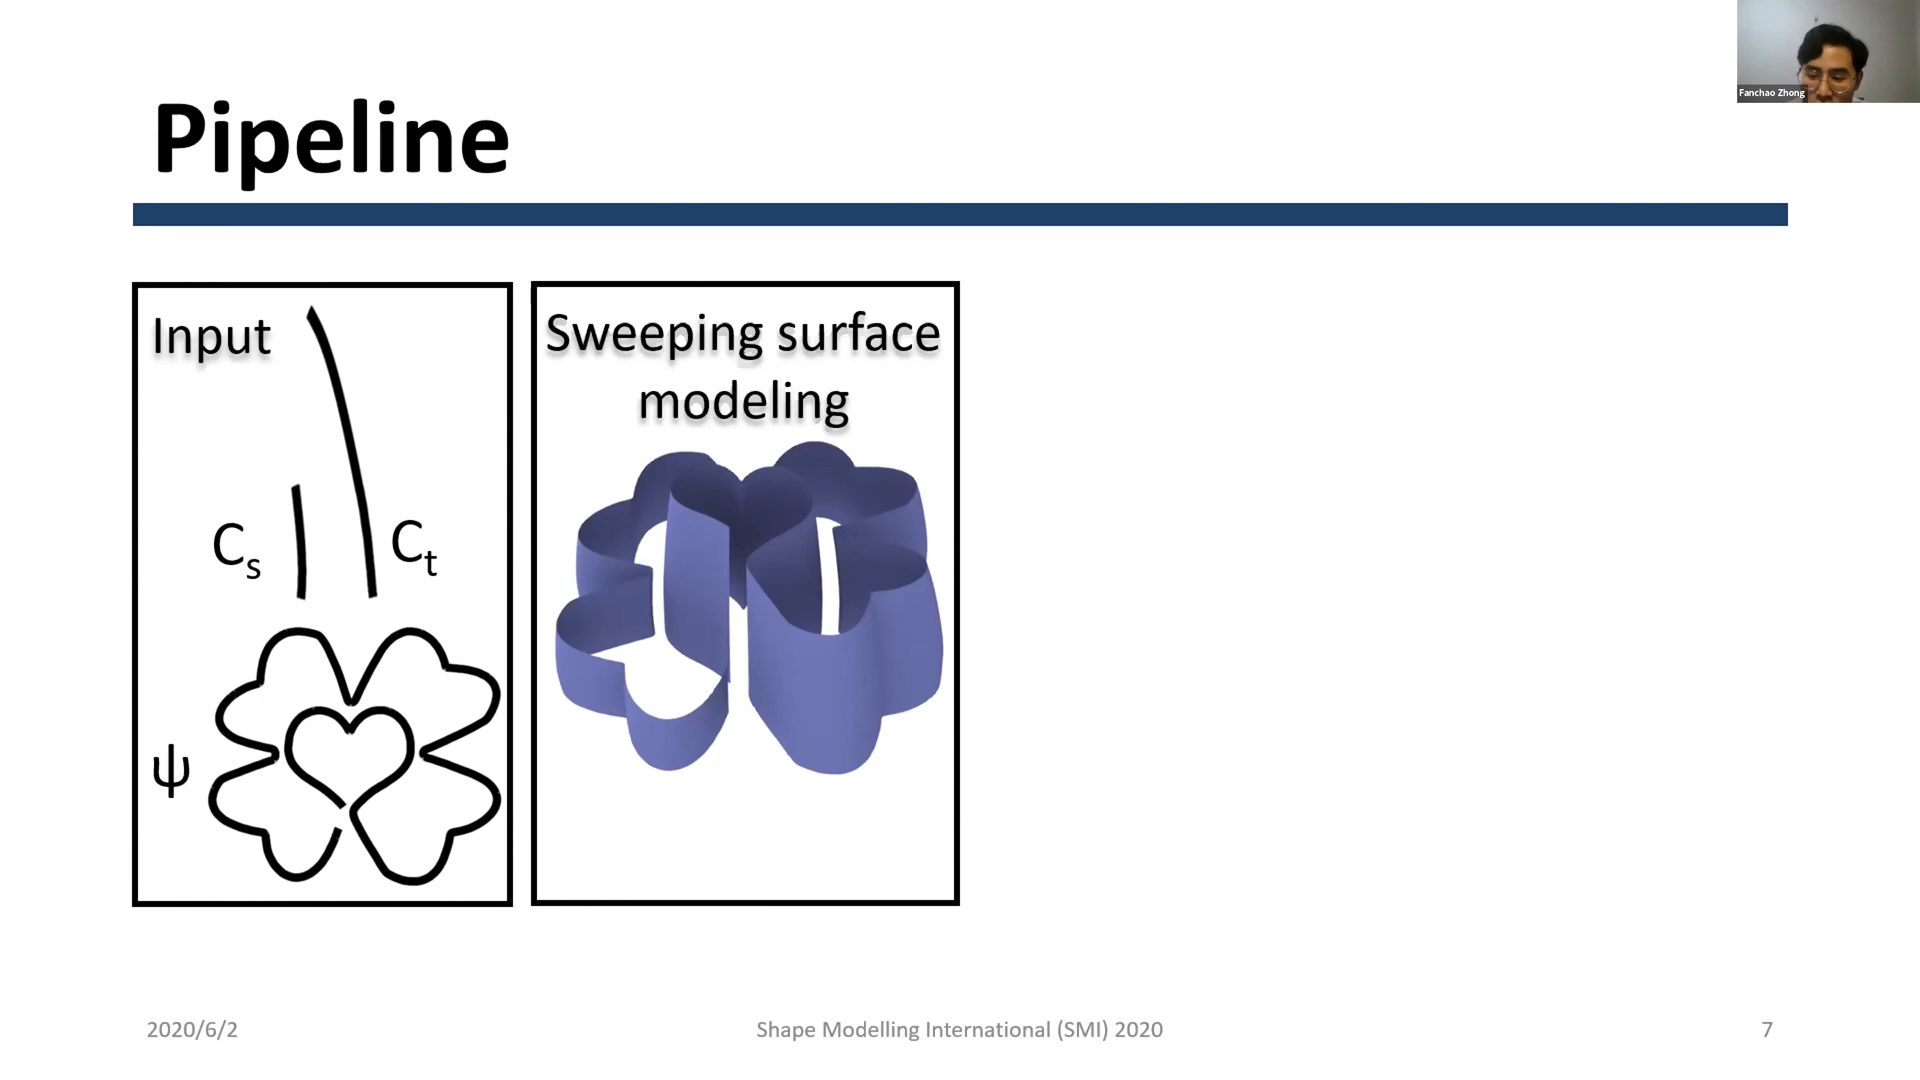 Fanchao Zhong
Pipeline
Input
Cs
Ct
ψ
Sweeping surface
modeling
2020/6/2
Shape Modelling International (SMI) 2020
7